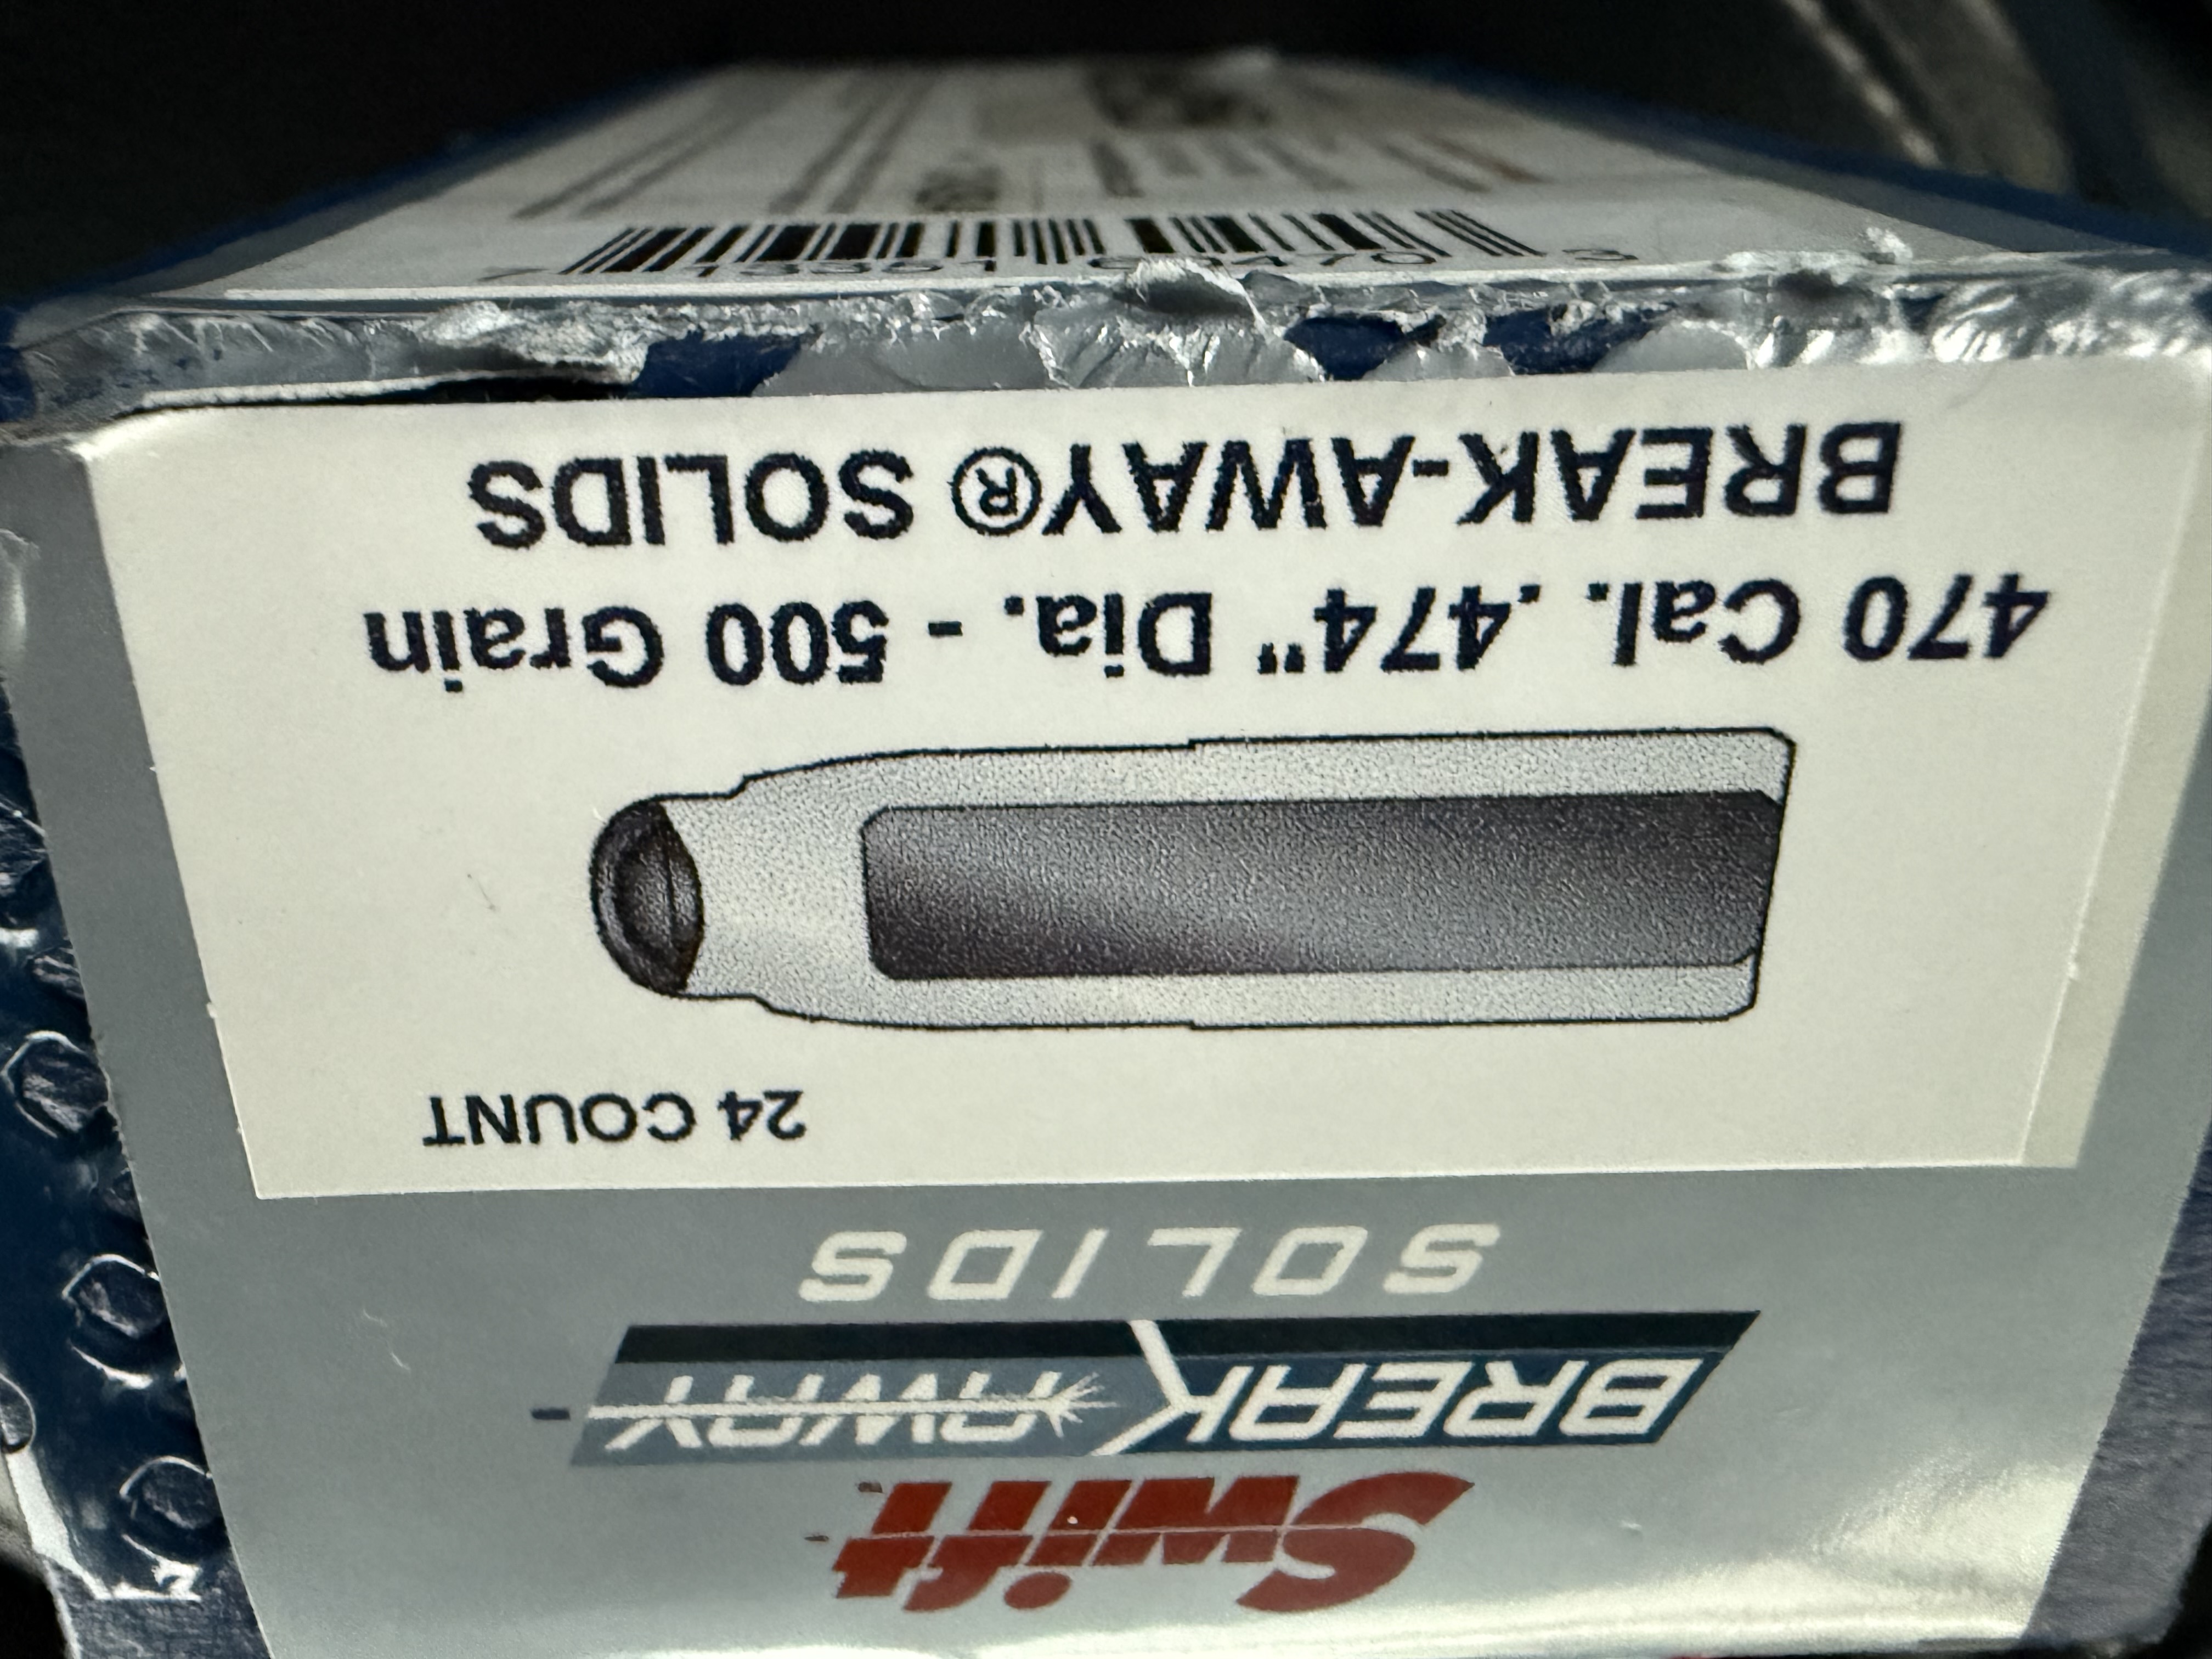 Swift
BREAK AWAY
SOLIDS
24 COUNT
470 Cal. .474" Dia. - 500 Grain
BREAK-AWAY® SOLIDS